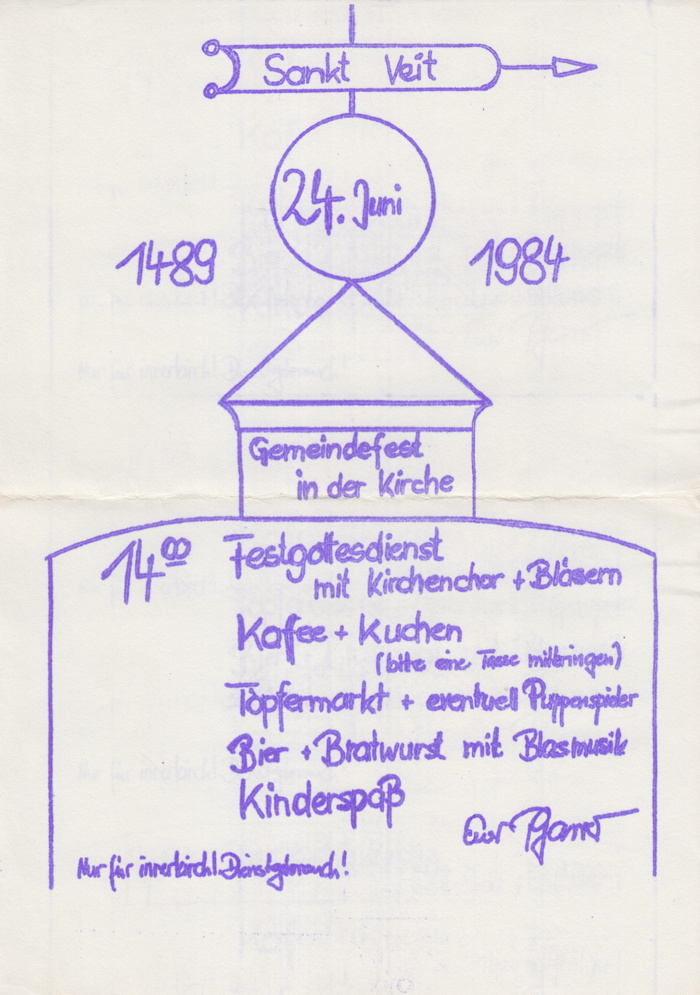 Sankt Veit
24. Juni
1489 1984
Gemeindefest
in der Kirche
1400 Festgottesdienst
mit Kirchenchor + Bläsern
Kafee + Kuchen
(bitte eine Tasse mitbringen)
Töpfermarkt + eventuell Puppenspieler
Bier + Bratwurst mit Blasmusik
Kinderspaß
Euer Pfarrer
Nur für innerkirchl. Dienstgebrauch!